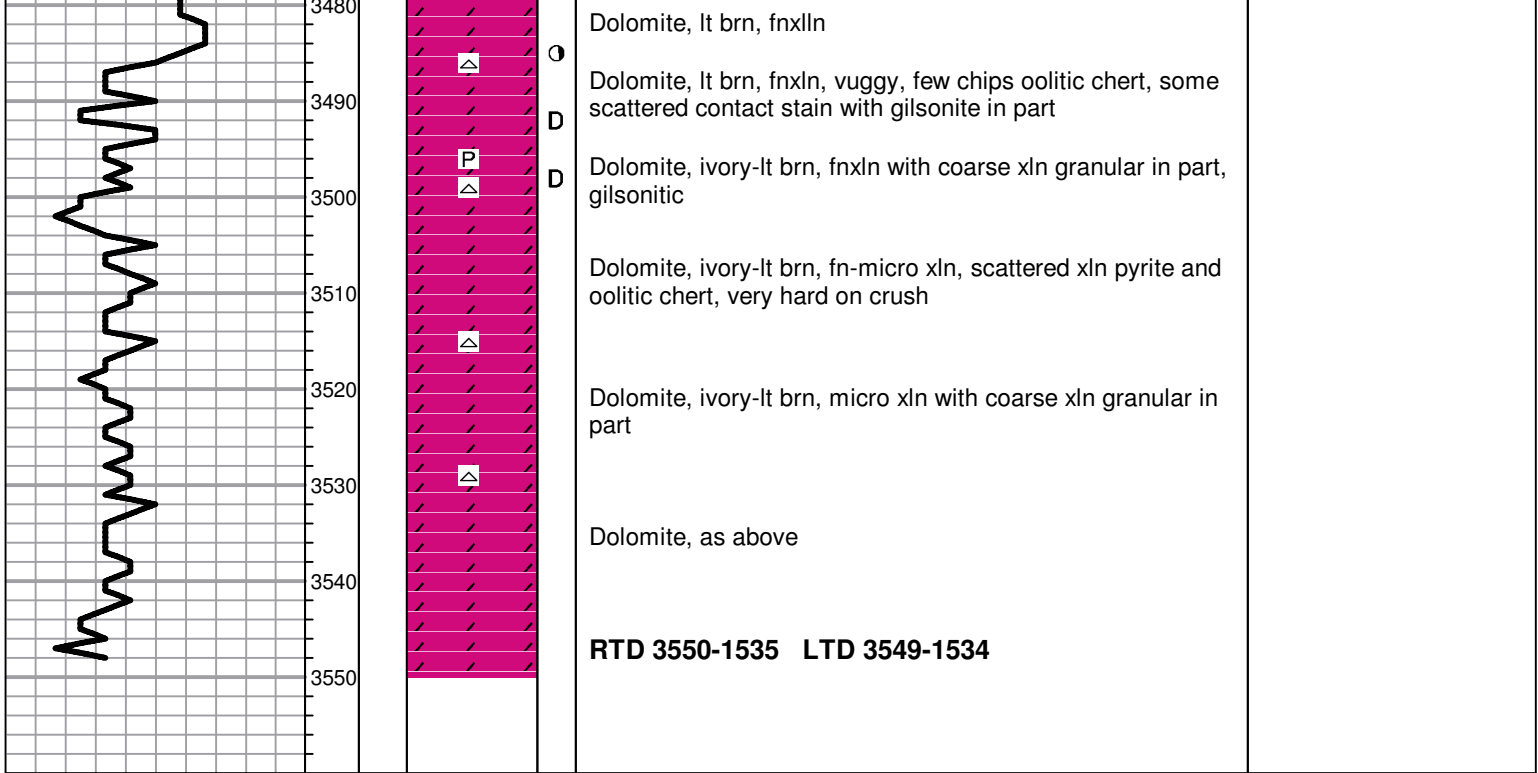 3480
Dolomite, lt brn, fnxlln
Dolomite, lt brn, fnxln, vuggy, few chips oolitic chert, some
scattered contact stain with gilsonite in part
3490
D
P
Dolomite, ivory-lt brn, fnxln with coarse xln granular in part,
D
gilsonitic
3500
Dolomite, ivory-lt brn, fn-micro xln, scattered xln pyrite and
oolitic chert, very hard on crush
3510
3520
Dolomite, ivory-lt brn, micro xln with coarse xln granular in
part
3530
Dolomite, as above
3540
RTD 3550-1535 LTD 3549-1534
3550